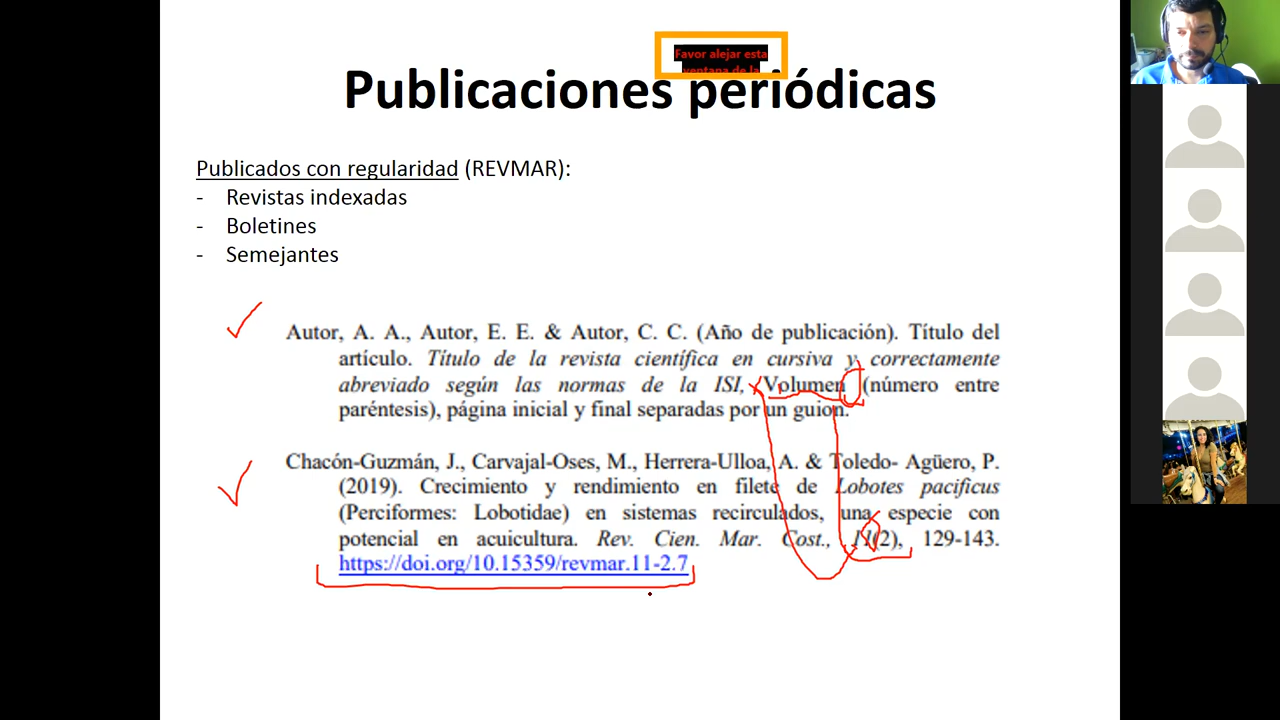 Favor alejar esta
ventana de la
Publicaciones periódicas
Publicados con regularidad (REVMAR):
- Revistas indexadas
- Boletines
- Semejantes
Autor, A. A., Autor, E. E. & Autor, C. C. (Año de publicación). Título del
artículo. Título de la revista científica en cursiva y correctamente
abreviado según las normas de la ISI, Volumen (número entre
paréntesis), página inicial y final separadas por un guion.
Chacón-Guzmán, J., Carvajal-Oses, M., Herrera-Ulloa, A. & Toledo- Agüero, P.
(2019). Crecimiento y rendimiento en filete de Lobotes pacificus
(Perciformes: Lobotidae) en sistemas recirculados, una especie con
potencial en acuicultura. Rev. Cien. Mar. Cost., 11(2), 129-143.
https://doi.org/10.15359/revmar.11-2.7